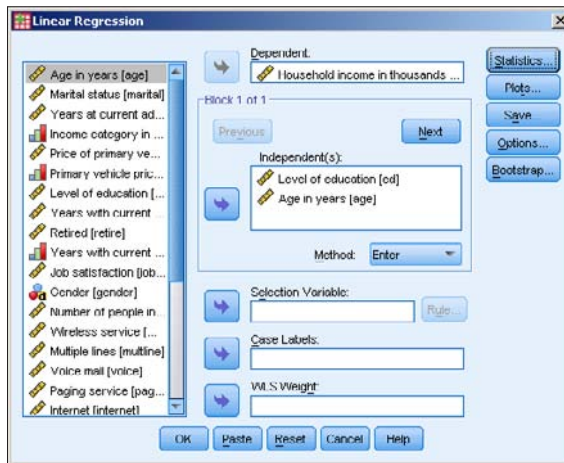 Linear Regression
Age in years [age]
Marital status [marital]
Years at current ad...
Income category in ...
Price of primary ve...
Primary vehicle pric...
Level of education [...
Years with current ...
Retired [retire]
Years with current ...
Job satisfaction [job...
Gender [gender]
Number of people in...
Wireless service [...
Multiple lines [multline]
Voice mail [voice]
Paging service [pag...
Internet [internet]
Dependent:
Household income in thousands ...
Block 1 of 1
Previous
Next
Independent(s):
Level of education [ed]
Age in years [age]
Method:
Enter
Selection Variable:
Rule...
Case Labels:
WLS Weight:
Statistics...
Plots...
Save...
Options...
Bootstrap...
OK
Paste
Reset
Cancel
Help